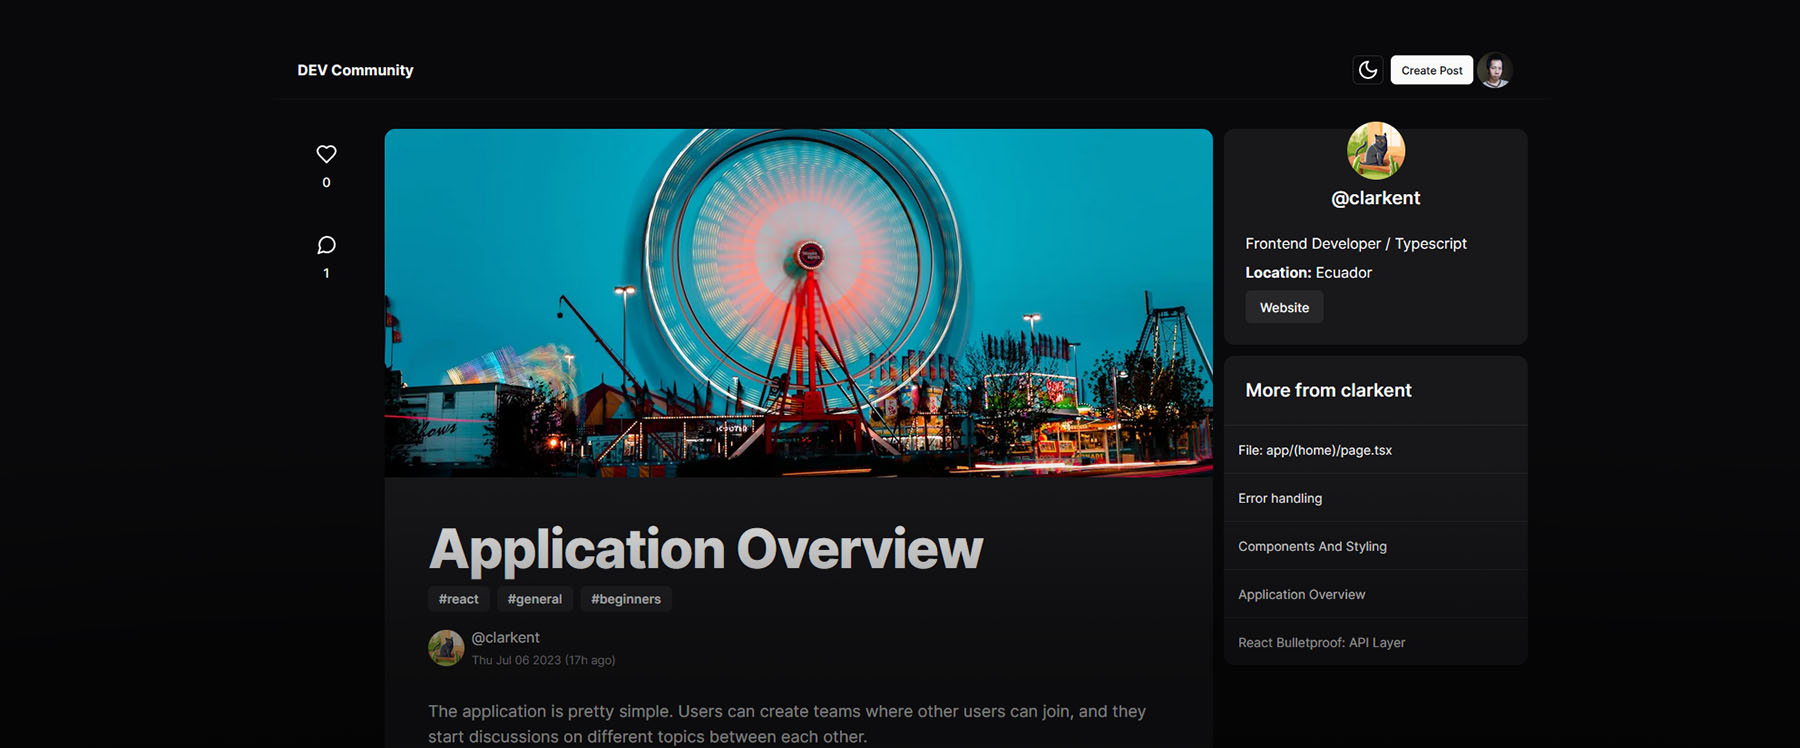 DEV Community
Create Post
0
1
@clarkent
Frontend Developer / Typescript
Location: Ecuador
Website
More from clarkent
File: app/(home)/page.tsx
Error handling
Components And Styling
Application Overview
React Bulletproof: API Layer
Application Overview
#react #general #beginners
@clarkent
Thu Jul 06 2023 (17h ago)
The application is pretty simple. Users can create teams where other users can join, and they
start discussions on different topics between each other.